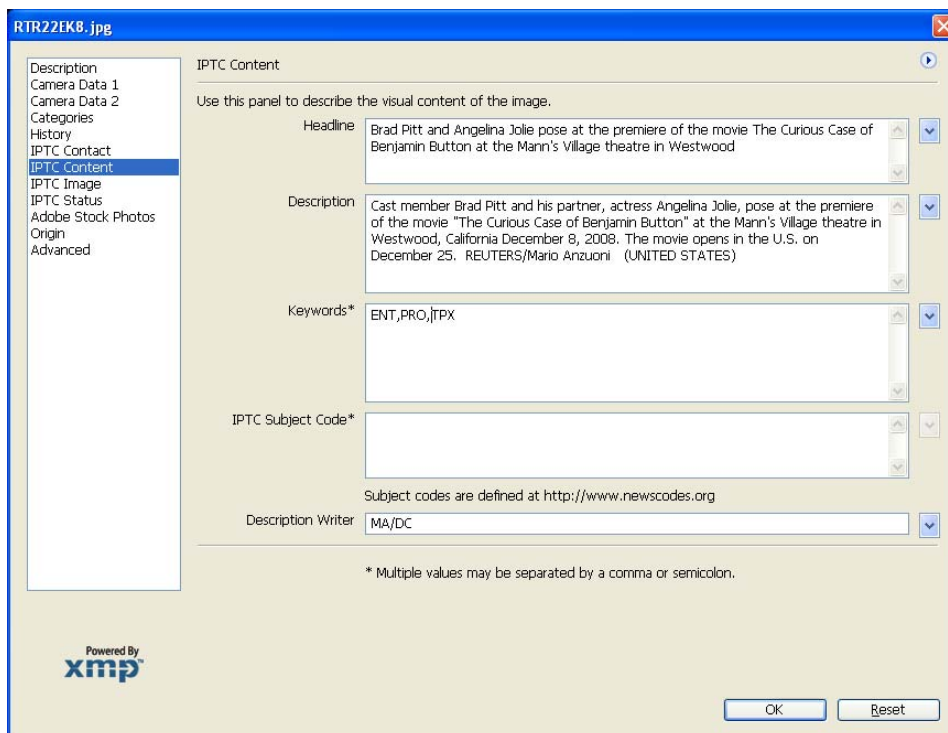 RTR22EK8.jpg
Description
Camera Data 1
Camera Data 2
Categories
History
IPTC Contact
IPTC Content
IPTC Image
IPTC Status
Adobe Stock Photos
Origin
Advanced
IPTC Content
Use this panel to describe the visual content of the image.
Headline
Brad Pitt and Angelina Jolie pose at the premiere of the movie The Curious Case of
Benjamin Button at the Mann's Village theatre in Westwood
Description
Cast member Brad Pitt and his partner, actress Angelina Jolie, pose at the premiere
of the movie "The Curious Case of Benjamin Button" at the Mann's Village theatre in
Westwood, California December 8, 2008. The movie opens in the U.S. on
December 25.  REUTERS/Mario Anzuoni   (UNITED STATES)
Keywords*
ENT,PRO,TPX
IPTC Subject Code*
Subject codes are defined at http://www.newscodes.org
Description Writer
MA/DC
* Multiple values may be separated by a comma or semicolon.
Powered By
xmp™
OK
Reset